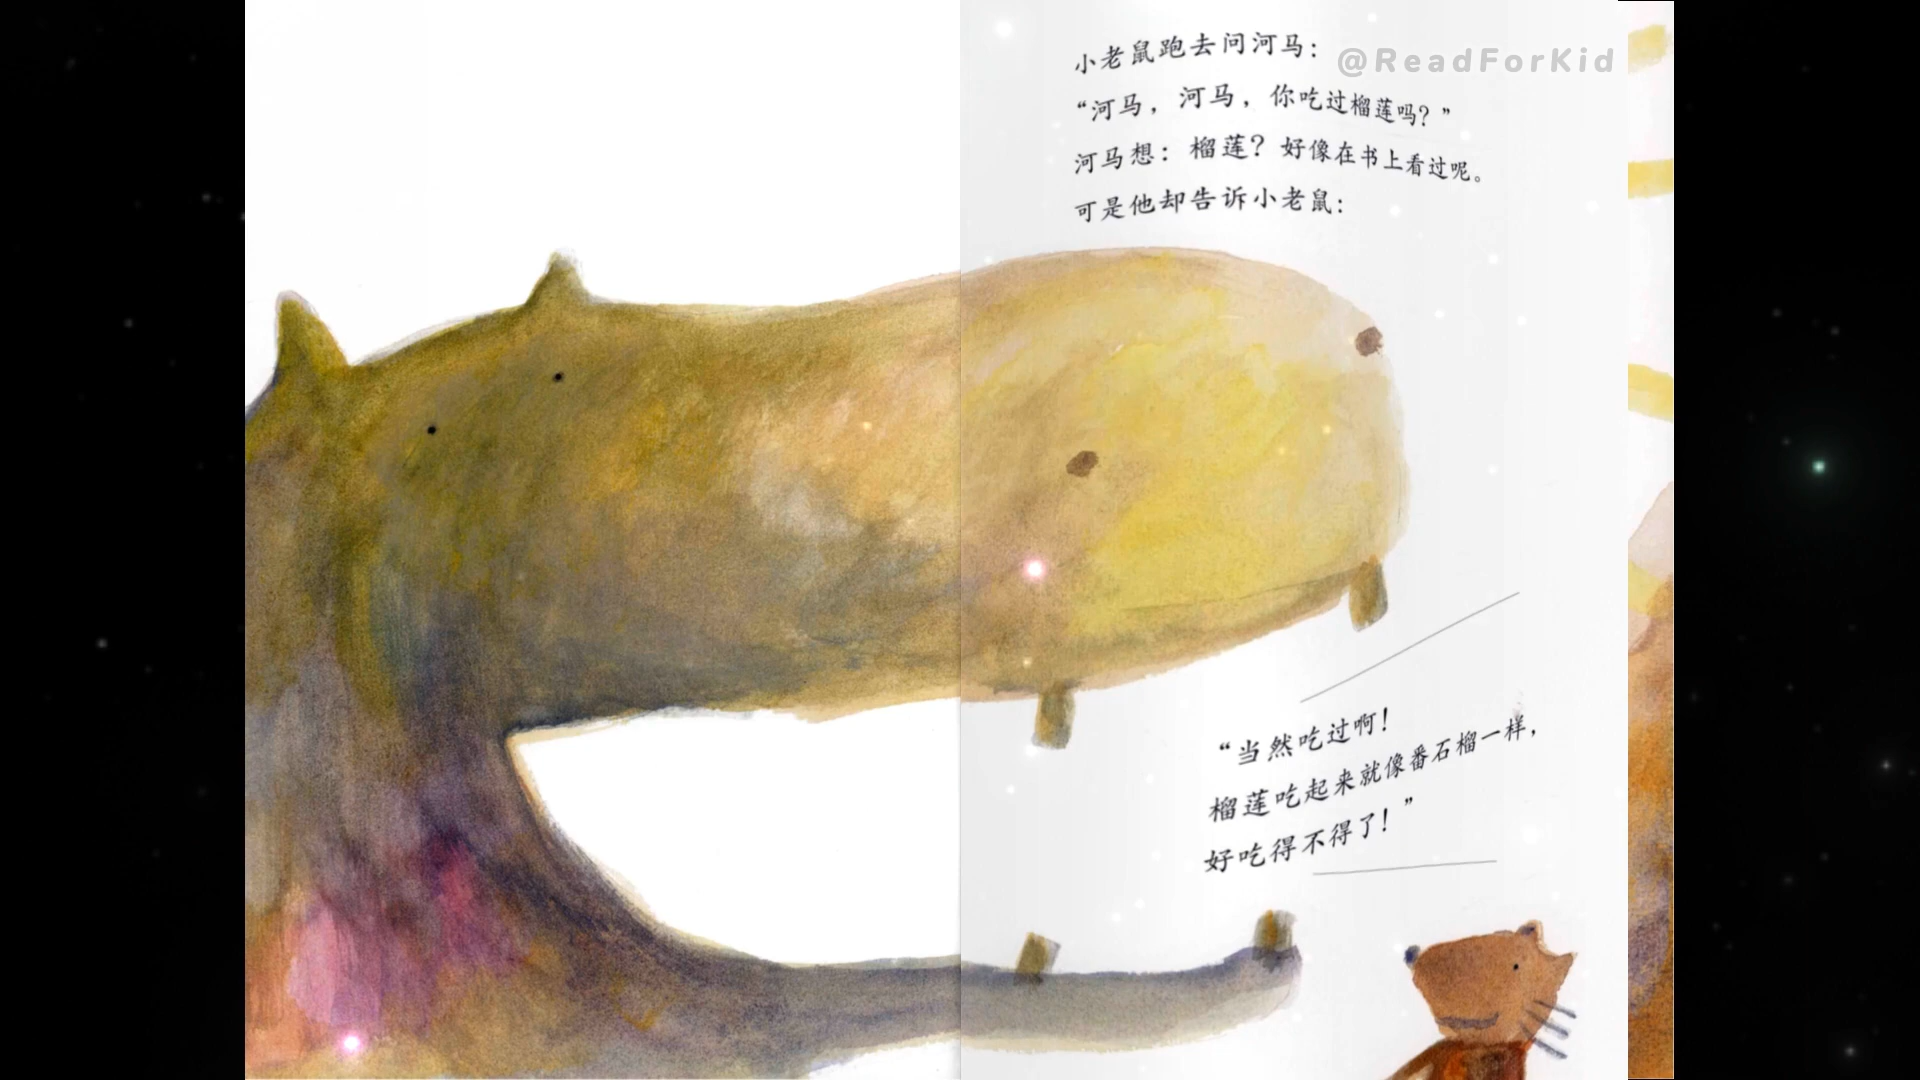 小老鼠跑去问河马：
@ReadForKid
“河马，河马，你吃过榴莲吗？”
河马想：榴莲？好像在书上看过呢。
可是他却告诉小老鼠：
“当然吃过啊！
榴莲吃起来就像番石榴一样，
好吃得不得了！”